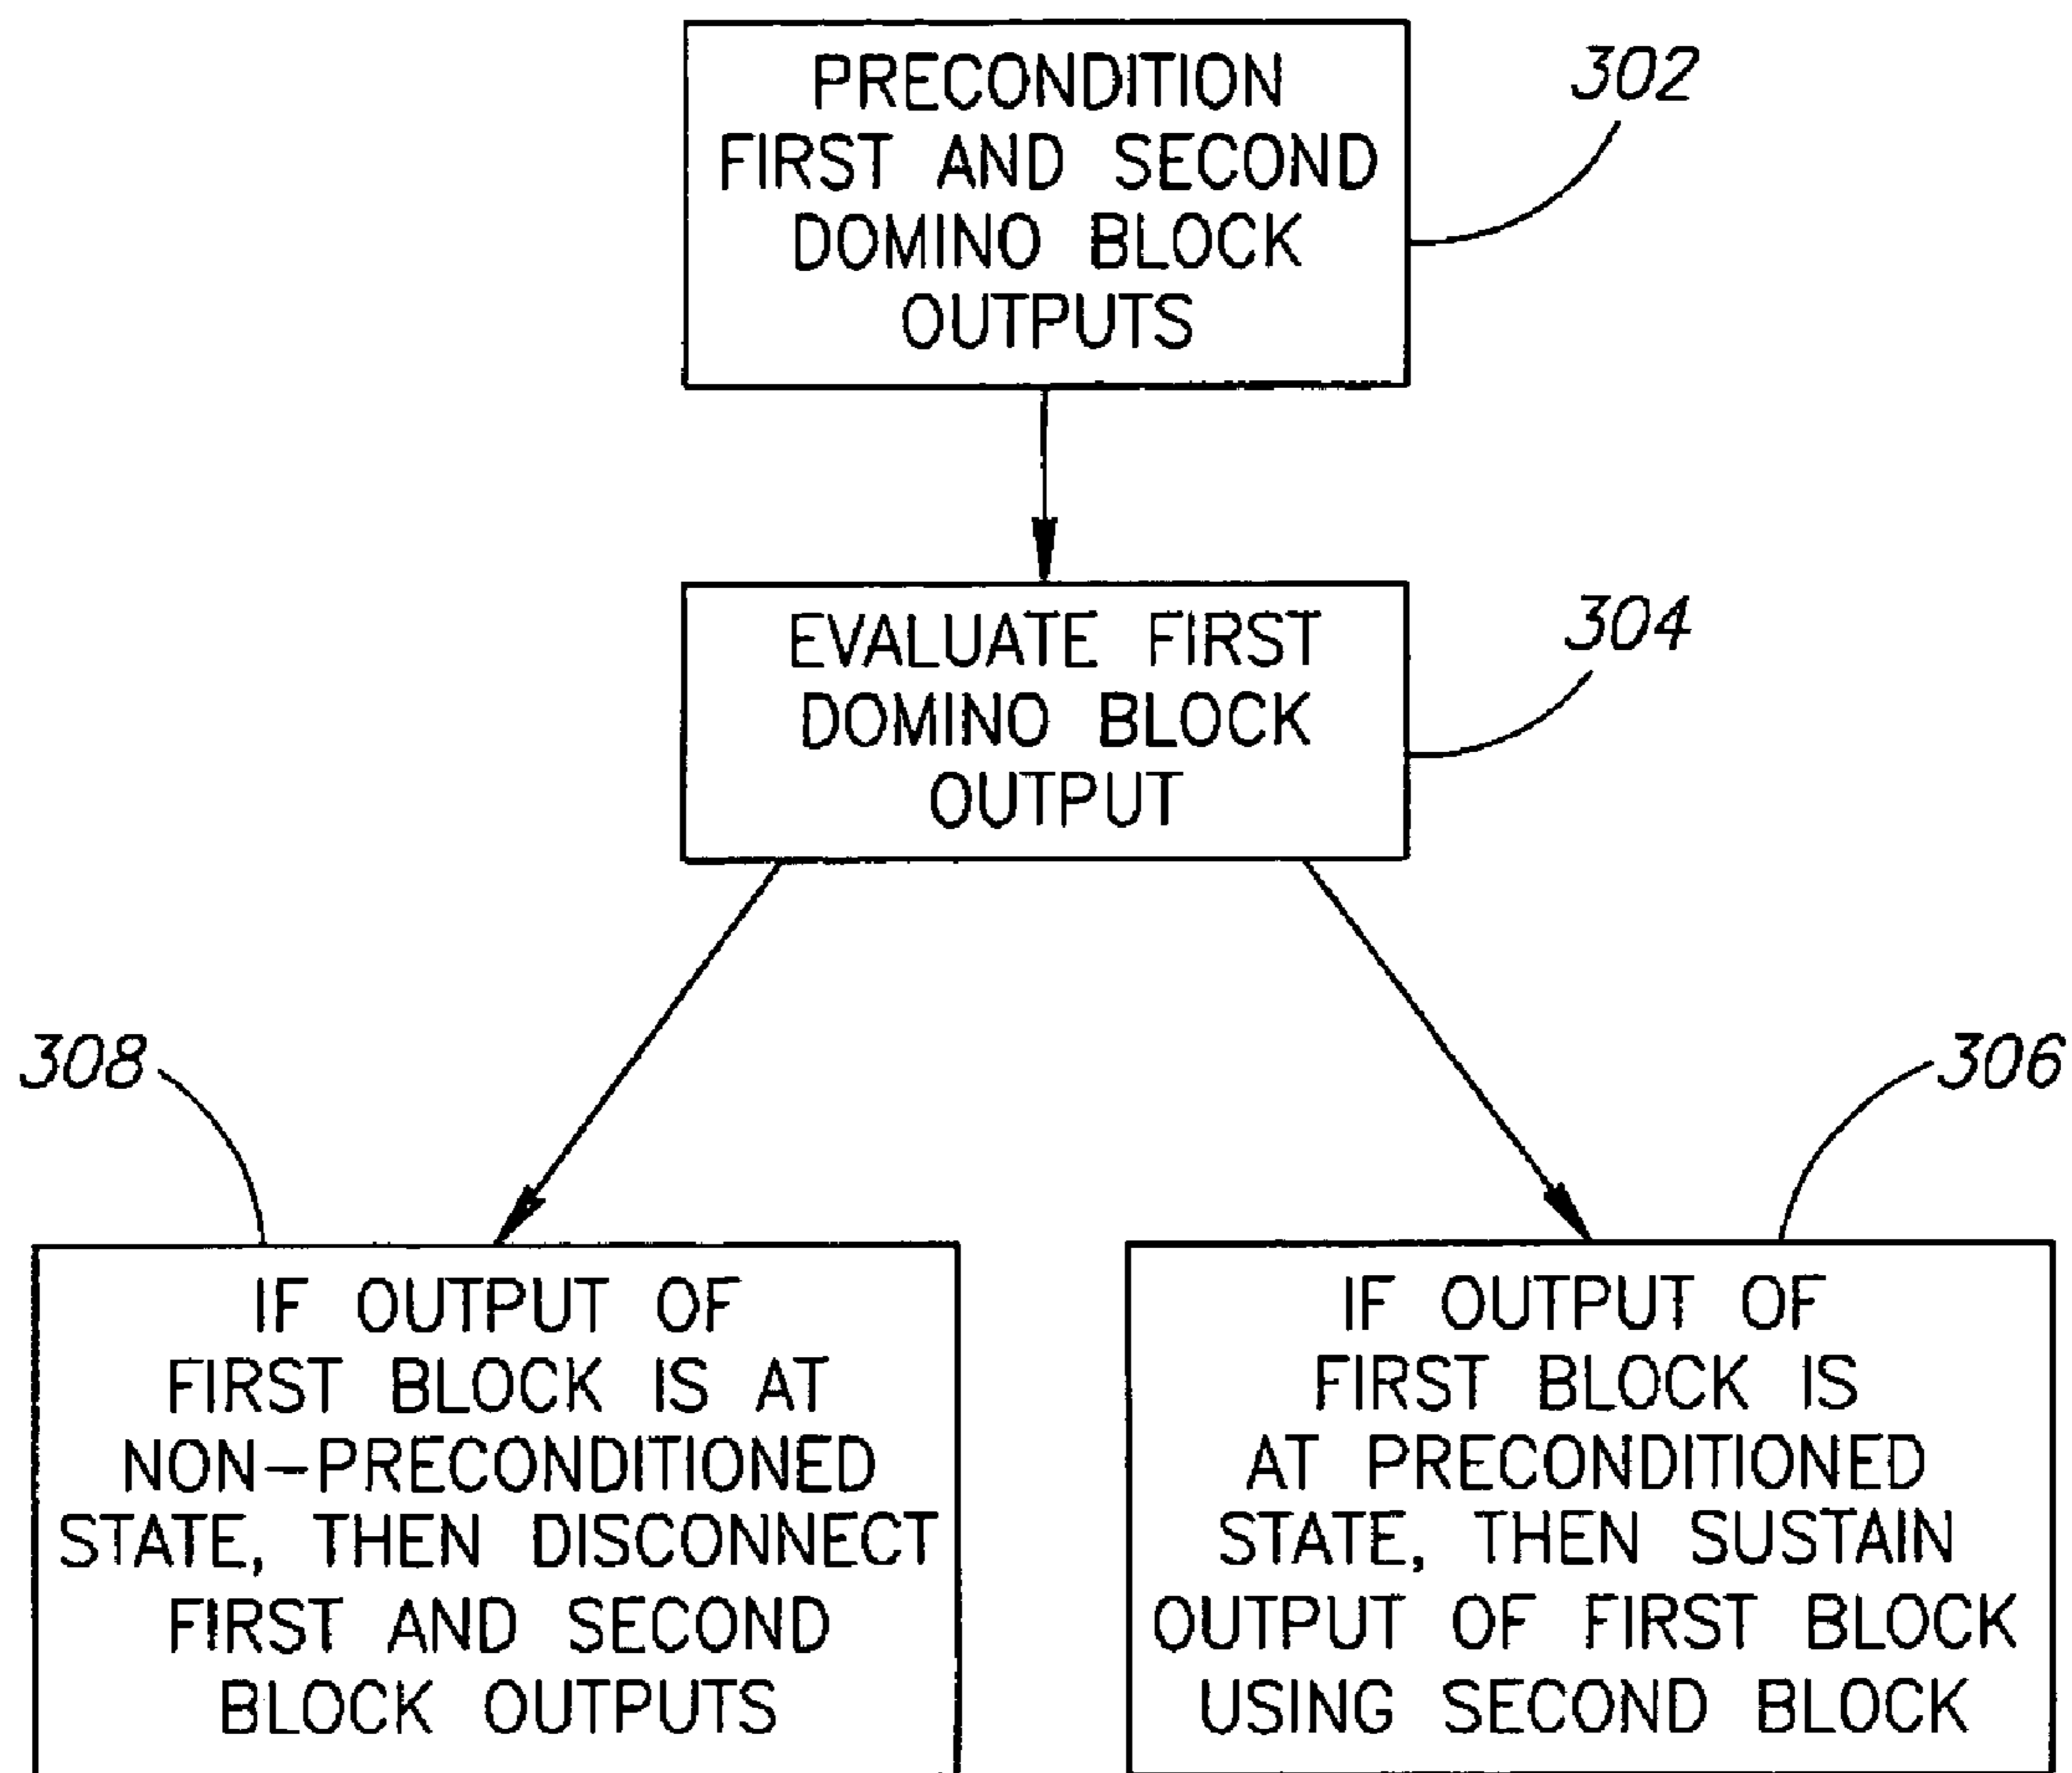 PRECONDITION
FIRST AND SECOND
DOMINO BLOCK
OUTPUTS
302
EVALUATE FIRST
DOMINO BLOCK
OUTPUT
304
308
IF OUTPUT OF
FIRST BLOCK IS AT
NON-PRECONDITIONED
STATE, THEN DISCONNECT
FIRST AND SECOND
BLOCK OUTPUTS
306
IF OUTPUT OF
FIRST BLOCK IS
AT PRECONDITIONED
STATE, THEN SUSTAIN
OUTPUT OF FIRST BLOCK
USING SECOND BLOCK